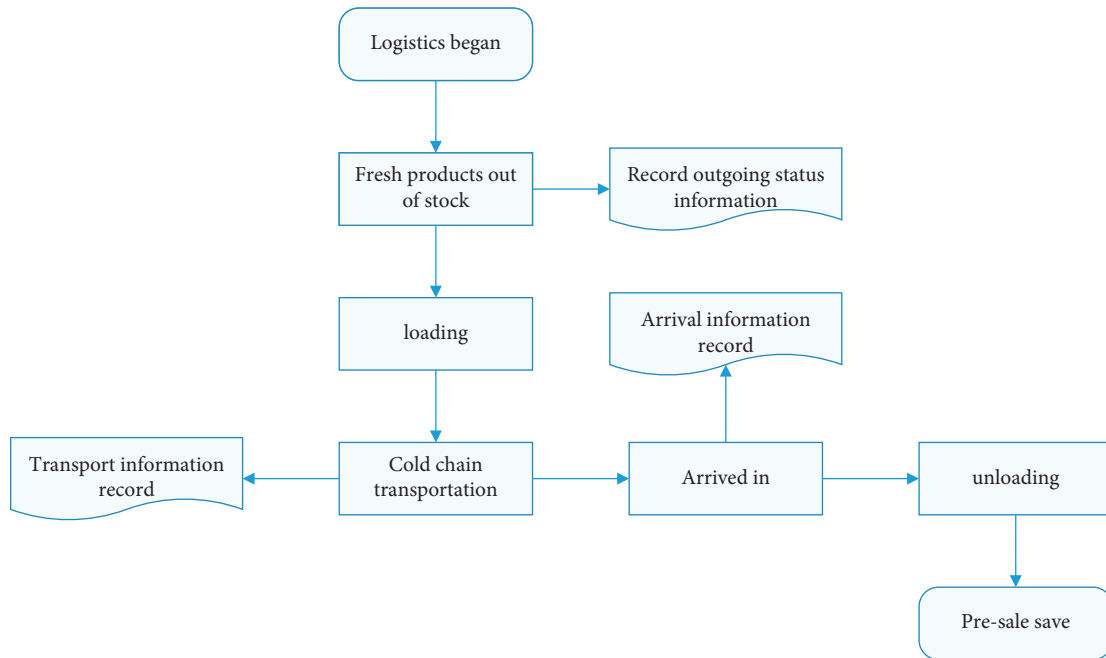 Logistics began
Fresh products out
of stock
Record outgoing status
information
loading
Arrival information
record
Transport information
record
Cold chain
transportation
Arrived in
unloading
Pre-sale save